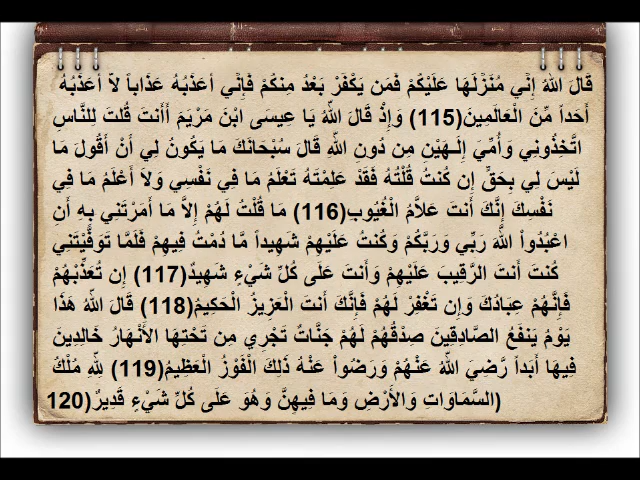 قَالَ اللّهُ إِنِّي مُنَزِّلُهَا عَلَيْكُمْ فَمَن يَكْفُرْ بَعْدُ مِنكُمْ فَإِنِّي أُعَذِّبُهُ عَذَاباً لاَّ أُعَذِّبُهُ
أَحَداً مِّنَ الْعَالَمِينَ(115) وَإِذْ قَالَ اللّهُ يَا عِيسَى ابْنَ مَرْيَمَ أَأَنتَ قُلتَ لِلنَّاسِ
اتَّخِذُونِي وَأُمِّيَ إِلَـهَيْنِ مِن دُونِ اللّهِ قَالَ سُبْحَانَكَ مَا يَكُونُ لِي أَنْ أَقُولَ مَا
لَيْسَ لِي بِحَقٍّ إِن كُنتُ قُلْتُهُ فَقَدْ عَلِمْتَهُ تَعْلَمُ مَا فِي نَفْسِي وَلاَ أَعْلَمُ مَا فِي
نَفْسِكَ إِنَّكَ أَنتَ عَلاَّمُ الْغُيُوبِ(116) مَا قُلْتُ لَهُمْ إِلاَّ مَا أَمَرْتَنِي بِهِ أَنِ
اعْبُدُواْ اللّهَ رَبِّي وَرَبَّكُمْ وَكُنتُ عَلَيْهِمْ شَهِيداً مَّا دُمْتُ فِيهِمْ فَلَمَّا تَوَفَّيْتَنِي
كُنتَ أَنتَ الرَّقِيبَ عَلَيْهِمْ وَأَنتَ عَلَى كُلِّ شَيْءٍ شَهِيدٌ(117) إِن تُعَذِّبْهُمْ
فَإِنَّهُمْ عِبَادُكَ وَإِن تَغْفِرْ لَهُمْ فَإِنَّكَ أَنتَ الْعَزِيزُ الْحَكِيمُ(118) قَالَ اللّهُ هَذَا
يَوْمُ يَنفَعُ الصَّادِقِينَ صِدْقُهُمْ لَهُمْ جَنَّاتٌ تَجْرِي مِن تَحْتِهَا الأَنْهَارُ خَالِدِينَ
فِيهَا أَبَداً رَّضِيَ اللّهُ عَنْهُمْ وَرَضُواْ عَنْهُ ذَلِكَ الْفَوْزُ الْعَظِيمُ(119) لِلّهِ مُلْكُ
السَّمَاوَاتِ وَالأَرْضِ وَمَا فِيهِنَّ وَهُوَ عَلَى كُلِّ شَيْءٍ قَدِيرٌ(120)